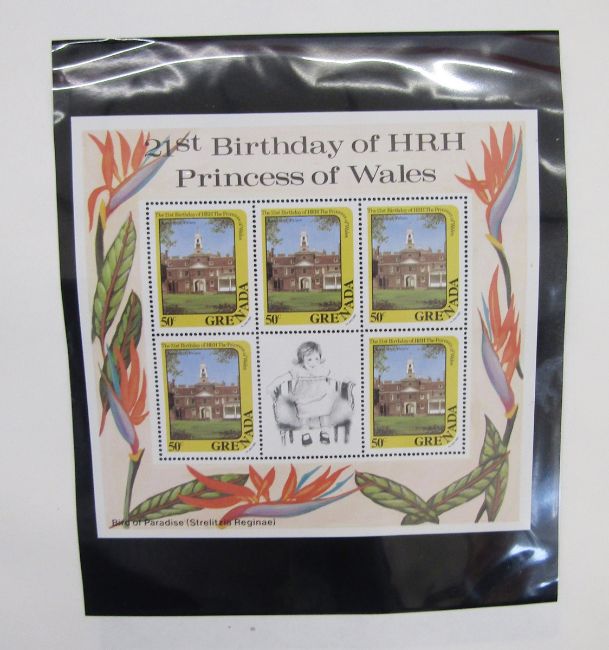 21st Birthday of HRH
Princess of Wales
The 21st Birthday of HRH The Princess of Wales
50c
GRENADA
The 21st Birthday of HRH The Princess of Wales
50c
GRENADA
The 21st Birthday of HRH The Princess of Wales
50c
GRENADA
The 21st Birthday of HRH The Princess of Wales
50c
GRENADA
The 21st Birthday of HRH The Princess of Wales
50c
GRENADA
Bird of Paradise (Strelitzia Reginae)